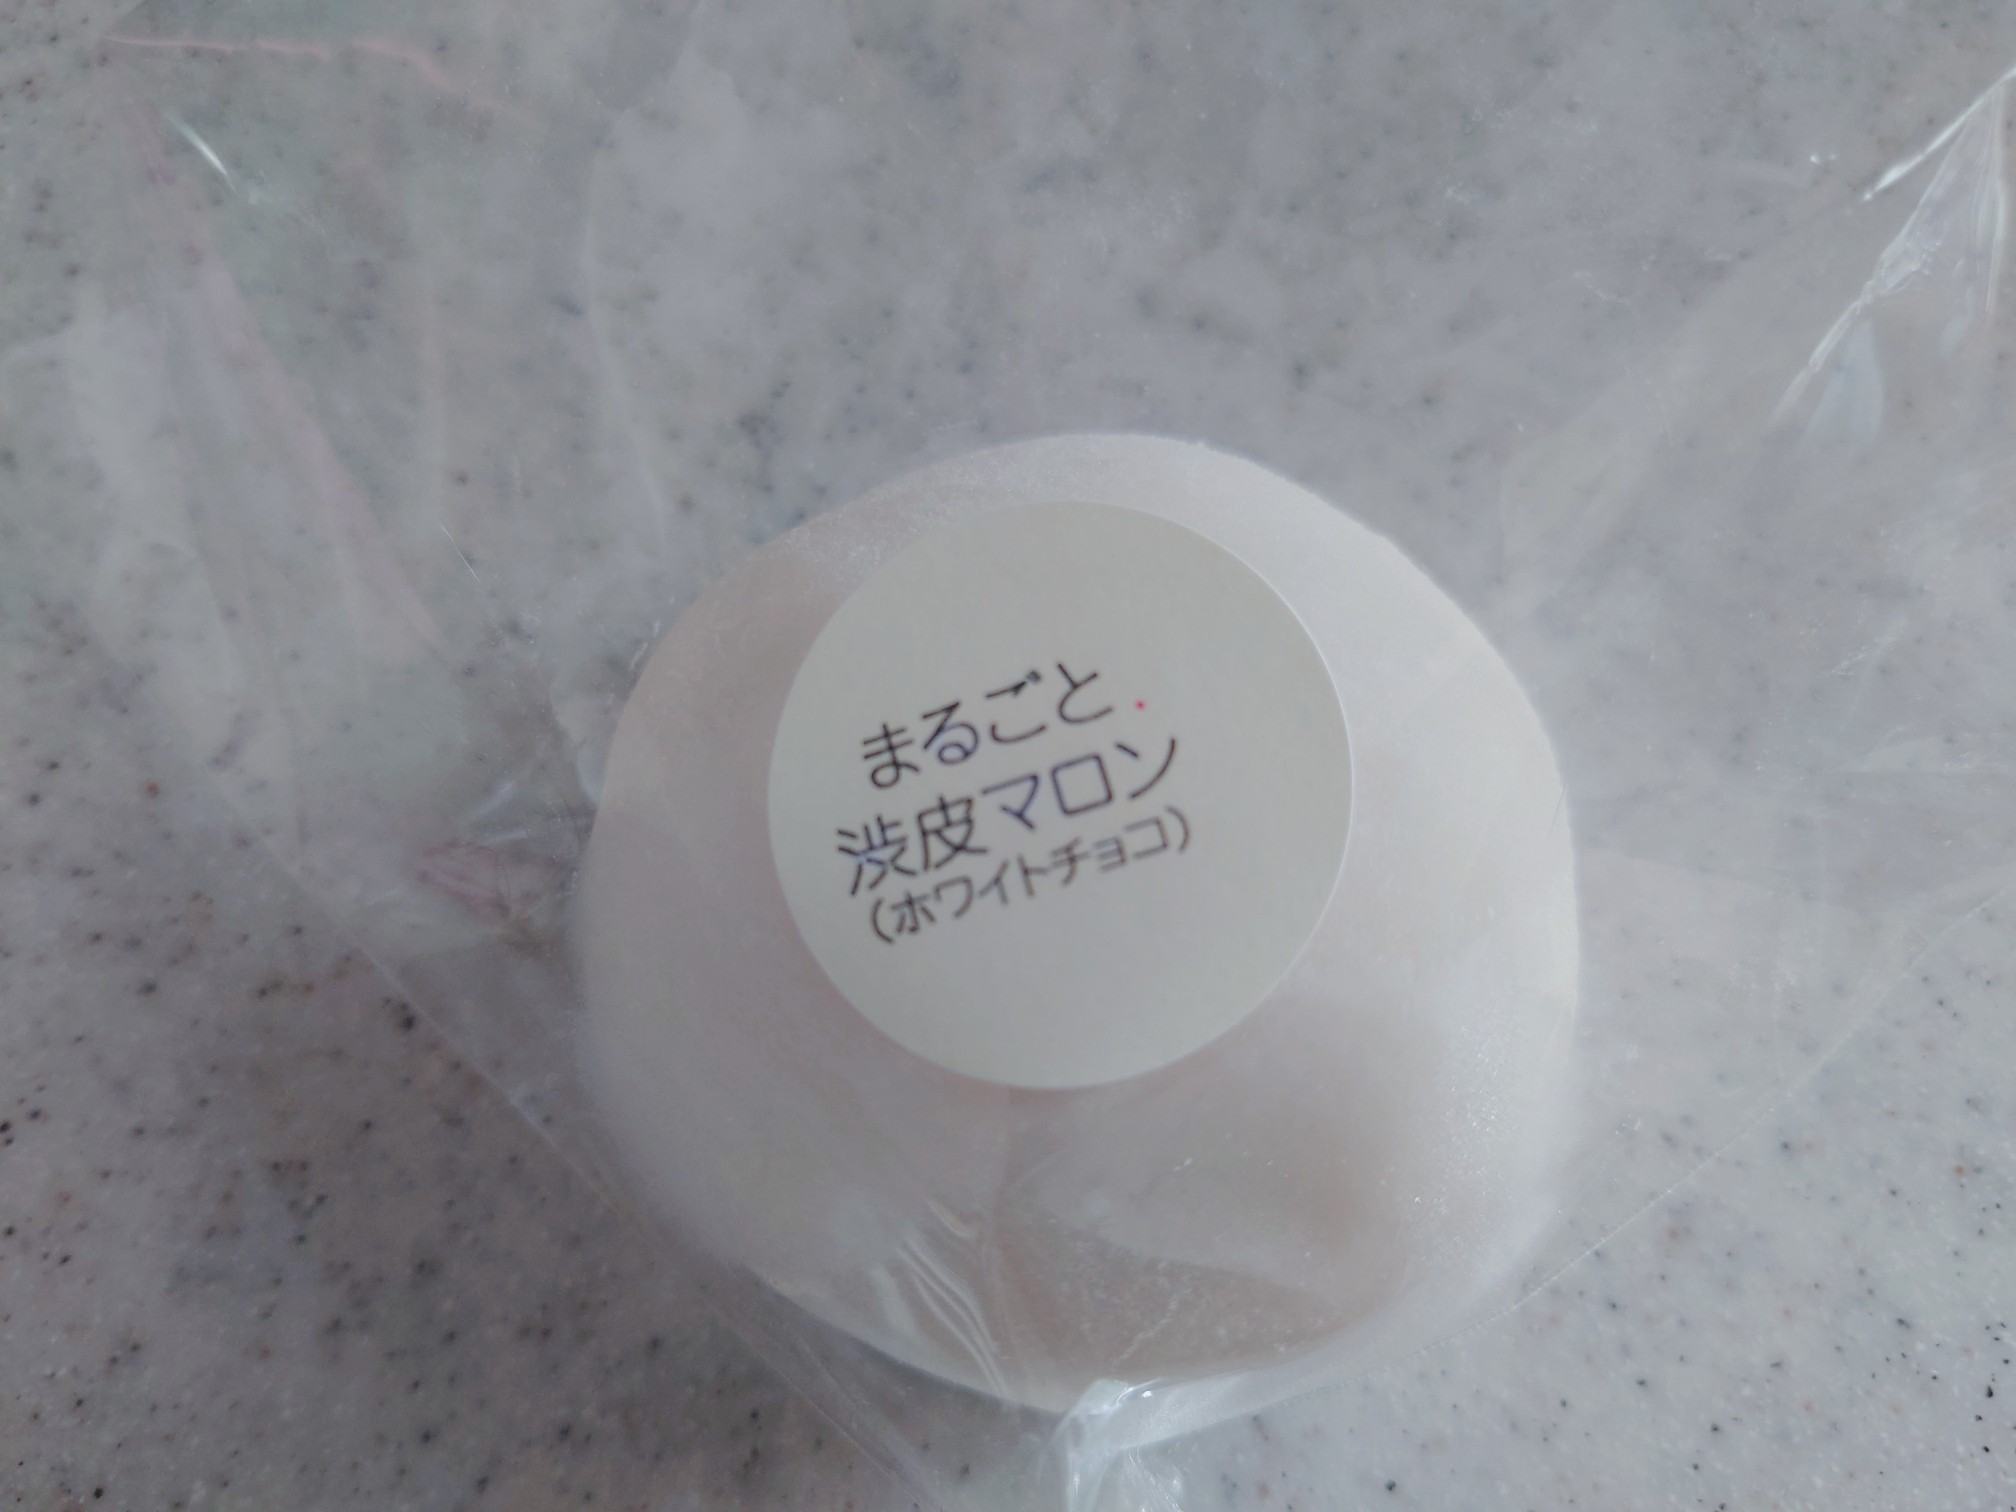 まるごと
渋皮マロン
(ホワイトチョコ)